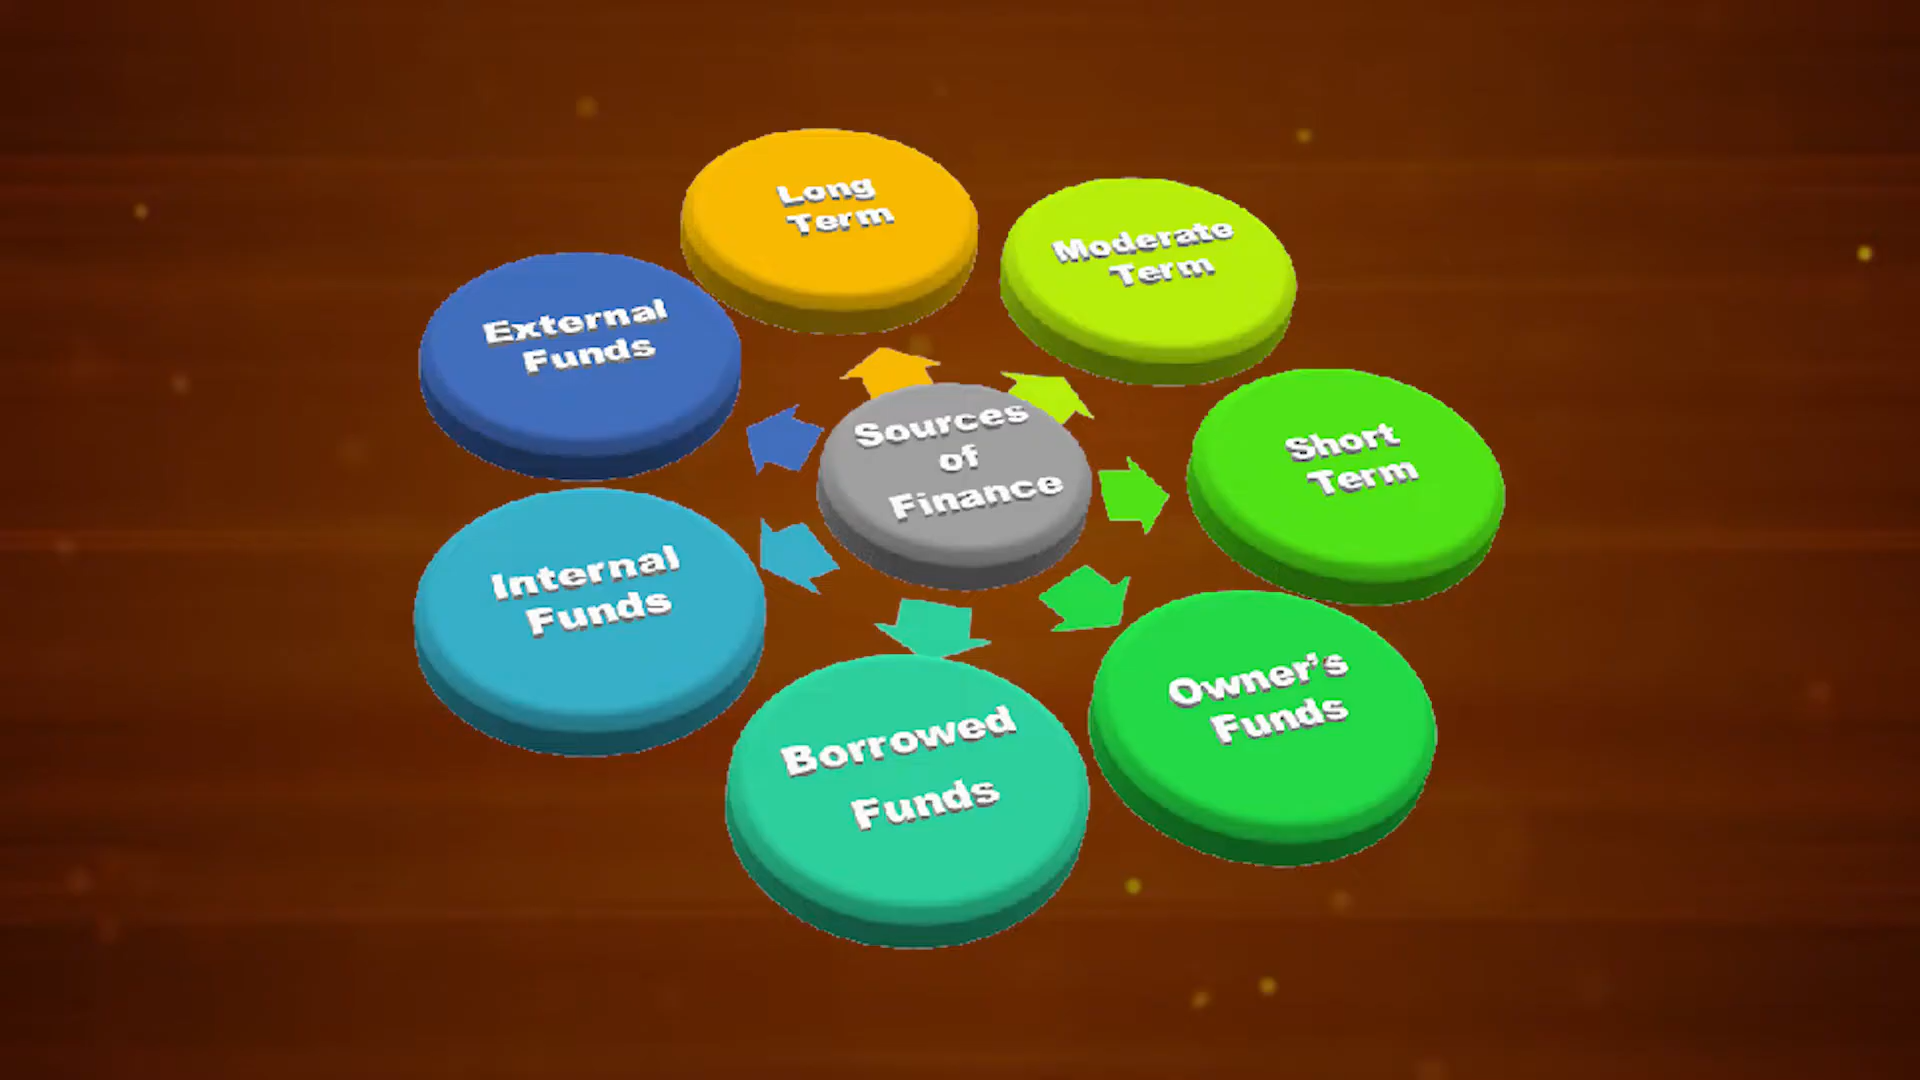 Long
Term
Moderate
Term
External
Funds
Sources
of
Finance
Short
Term
Internal
Funds
Owner's
Funds
Borrowed
Funds